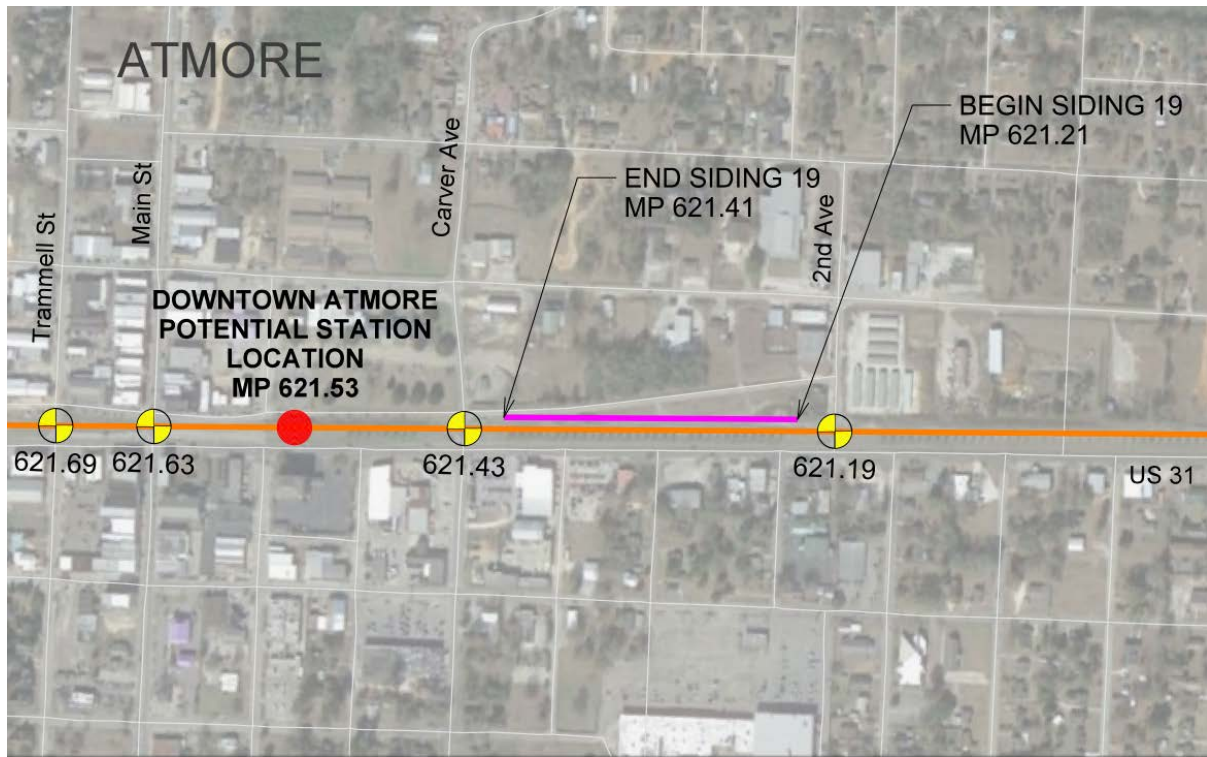 ATMORE
BEGIN SIDING 19
MP 621.21
END SIDING 19
MP 621.41
Trammell St
Main St
Carver Ave
2nd Ave
DOWNTOWN ATMORE
POTENTIAL STATION
LOCATION
MP 621.53
621.69
621.63
621.43
621.19
US 31